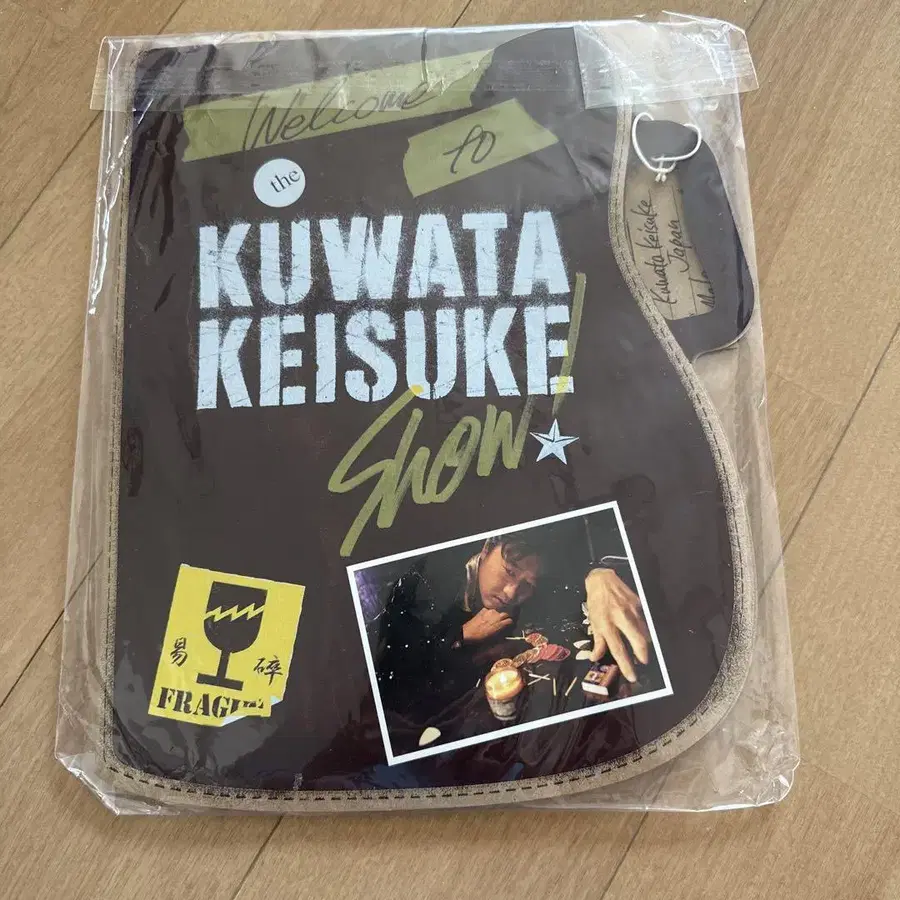 Welcome
to
the
KUWATA
KEISUKE
Show!
Kuwata Keisuke
Japan
易 碎